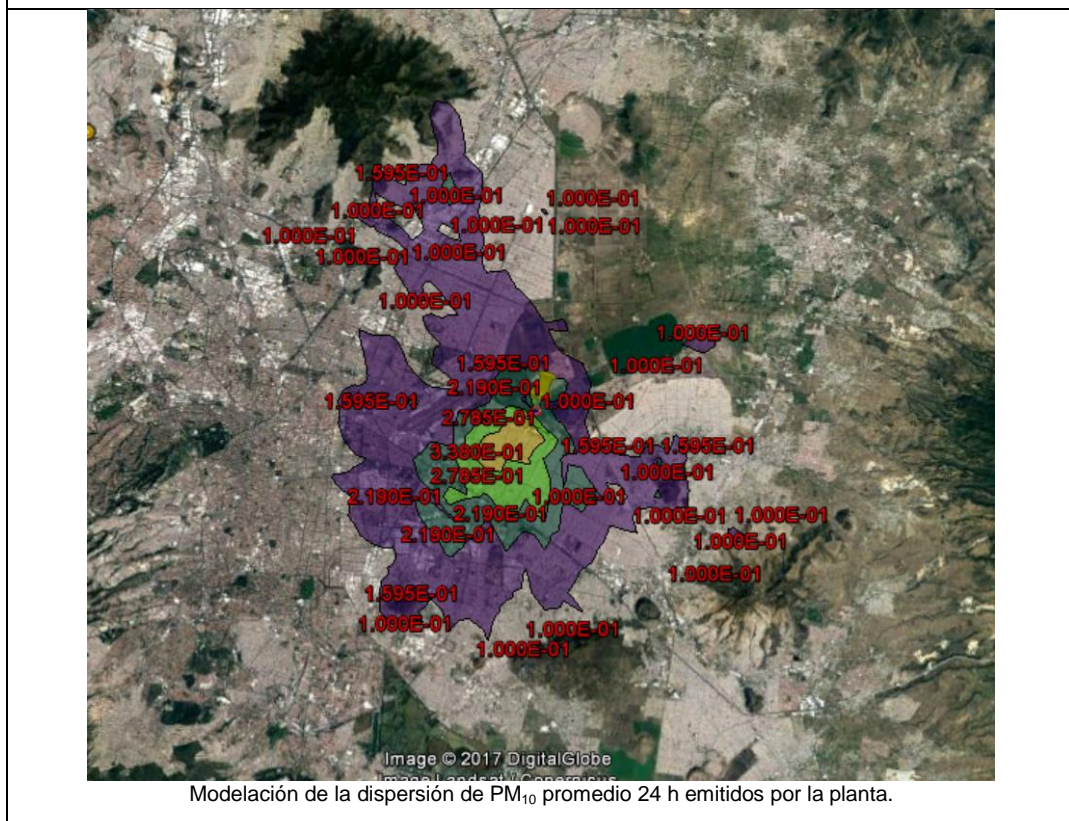 1.595E-01
1.000E-01
1.000E-01
1.000E-01
1.000E-01
1.000E-01
1.000E-01
1.000E-01
1.000E-01
1.000E-01
1.000E-01
1.000E-01
1.595E-01
1.000E-01
2.190E-01
1.595E-01
1.000E-01
2.785E-01
1.595E-01
1.595E-01
3.380E-01
1.000E-01
2.785E-01
2.190E-01
1.000E-01
2.190E-01
1.000E-01
1.000E-01
2.190E-01
1.000E-01
1.000E-01
1.595E-01
1.000E-01
1.000E-01
1.000E-01
Image © 2017 DigitalGlobe
Image Landsat / Copernicus
Modelación de la dispersión de PM₁₀ promedio 24 h emitidos por la planta.